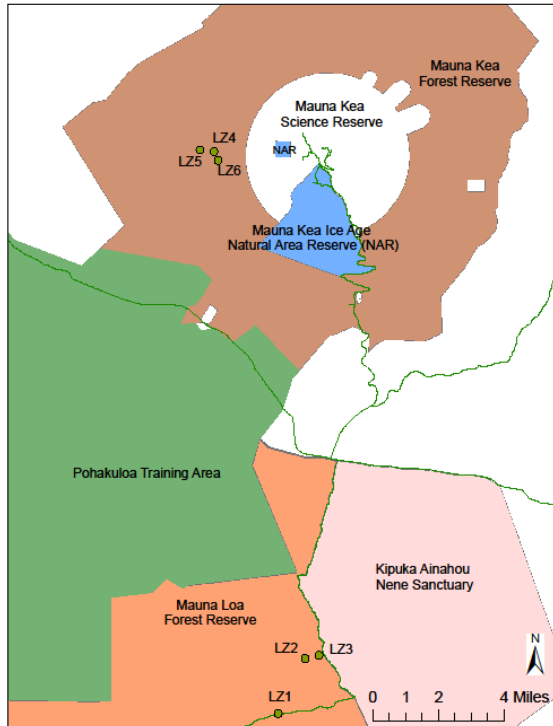 Mauna Kea
Forest Reserve
Mauna Kea
Science Reserve
LZ4
NAR
LZ5
LZ6
Mauna Kea Ice Age
Natural Area Reserve (NAR)
Pohakuloa Training Area
Kipuka Ainahou
Nene Sanctuary
Mauna Loa
Forest Reserve
LZ2
LZ3
N
0 2 4 Miles
LZ1